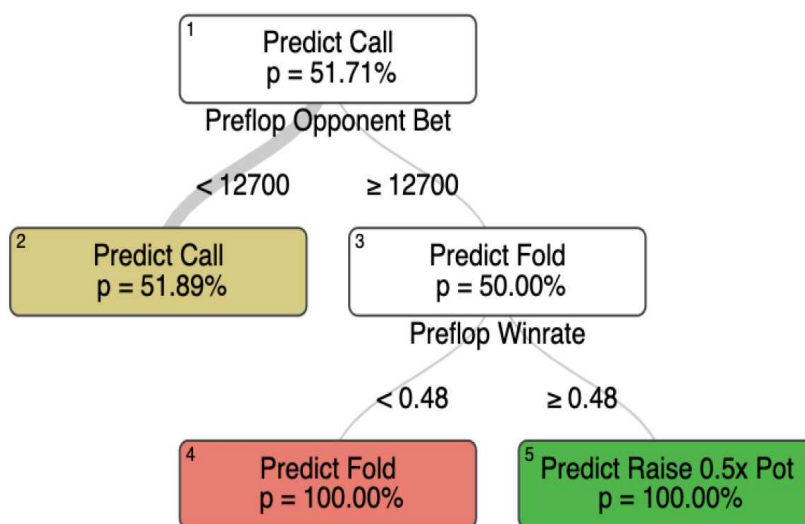 1
Predict Call
p = 51.71%
Preflop Opponent Bet
< 12700
≥ 12700
2
Predict Call
p = 51.89%
3
Predict Fold
p = 50.00%
Preflop Winrate
< 0.48
≥ 0.48
4
Predict Fold
p = 100.00%
5
Predict Raise 0.5x Pot
p = 100.00%